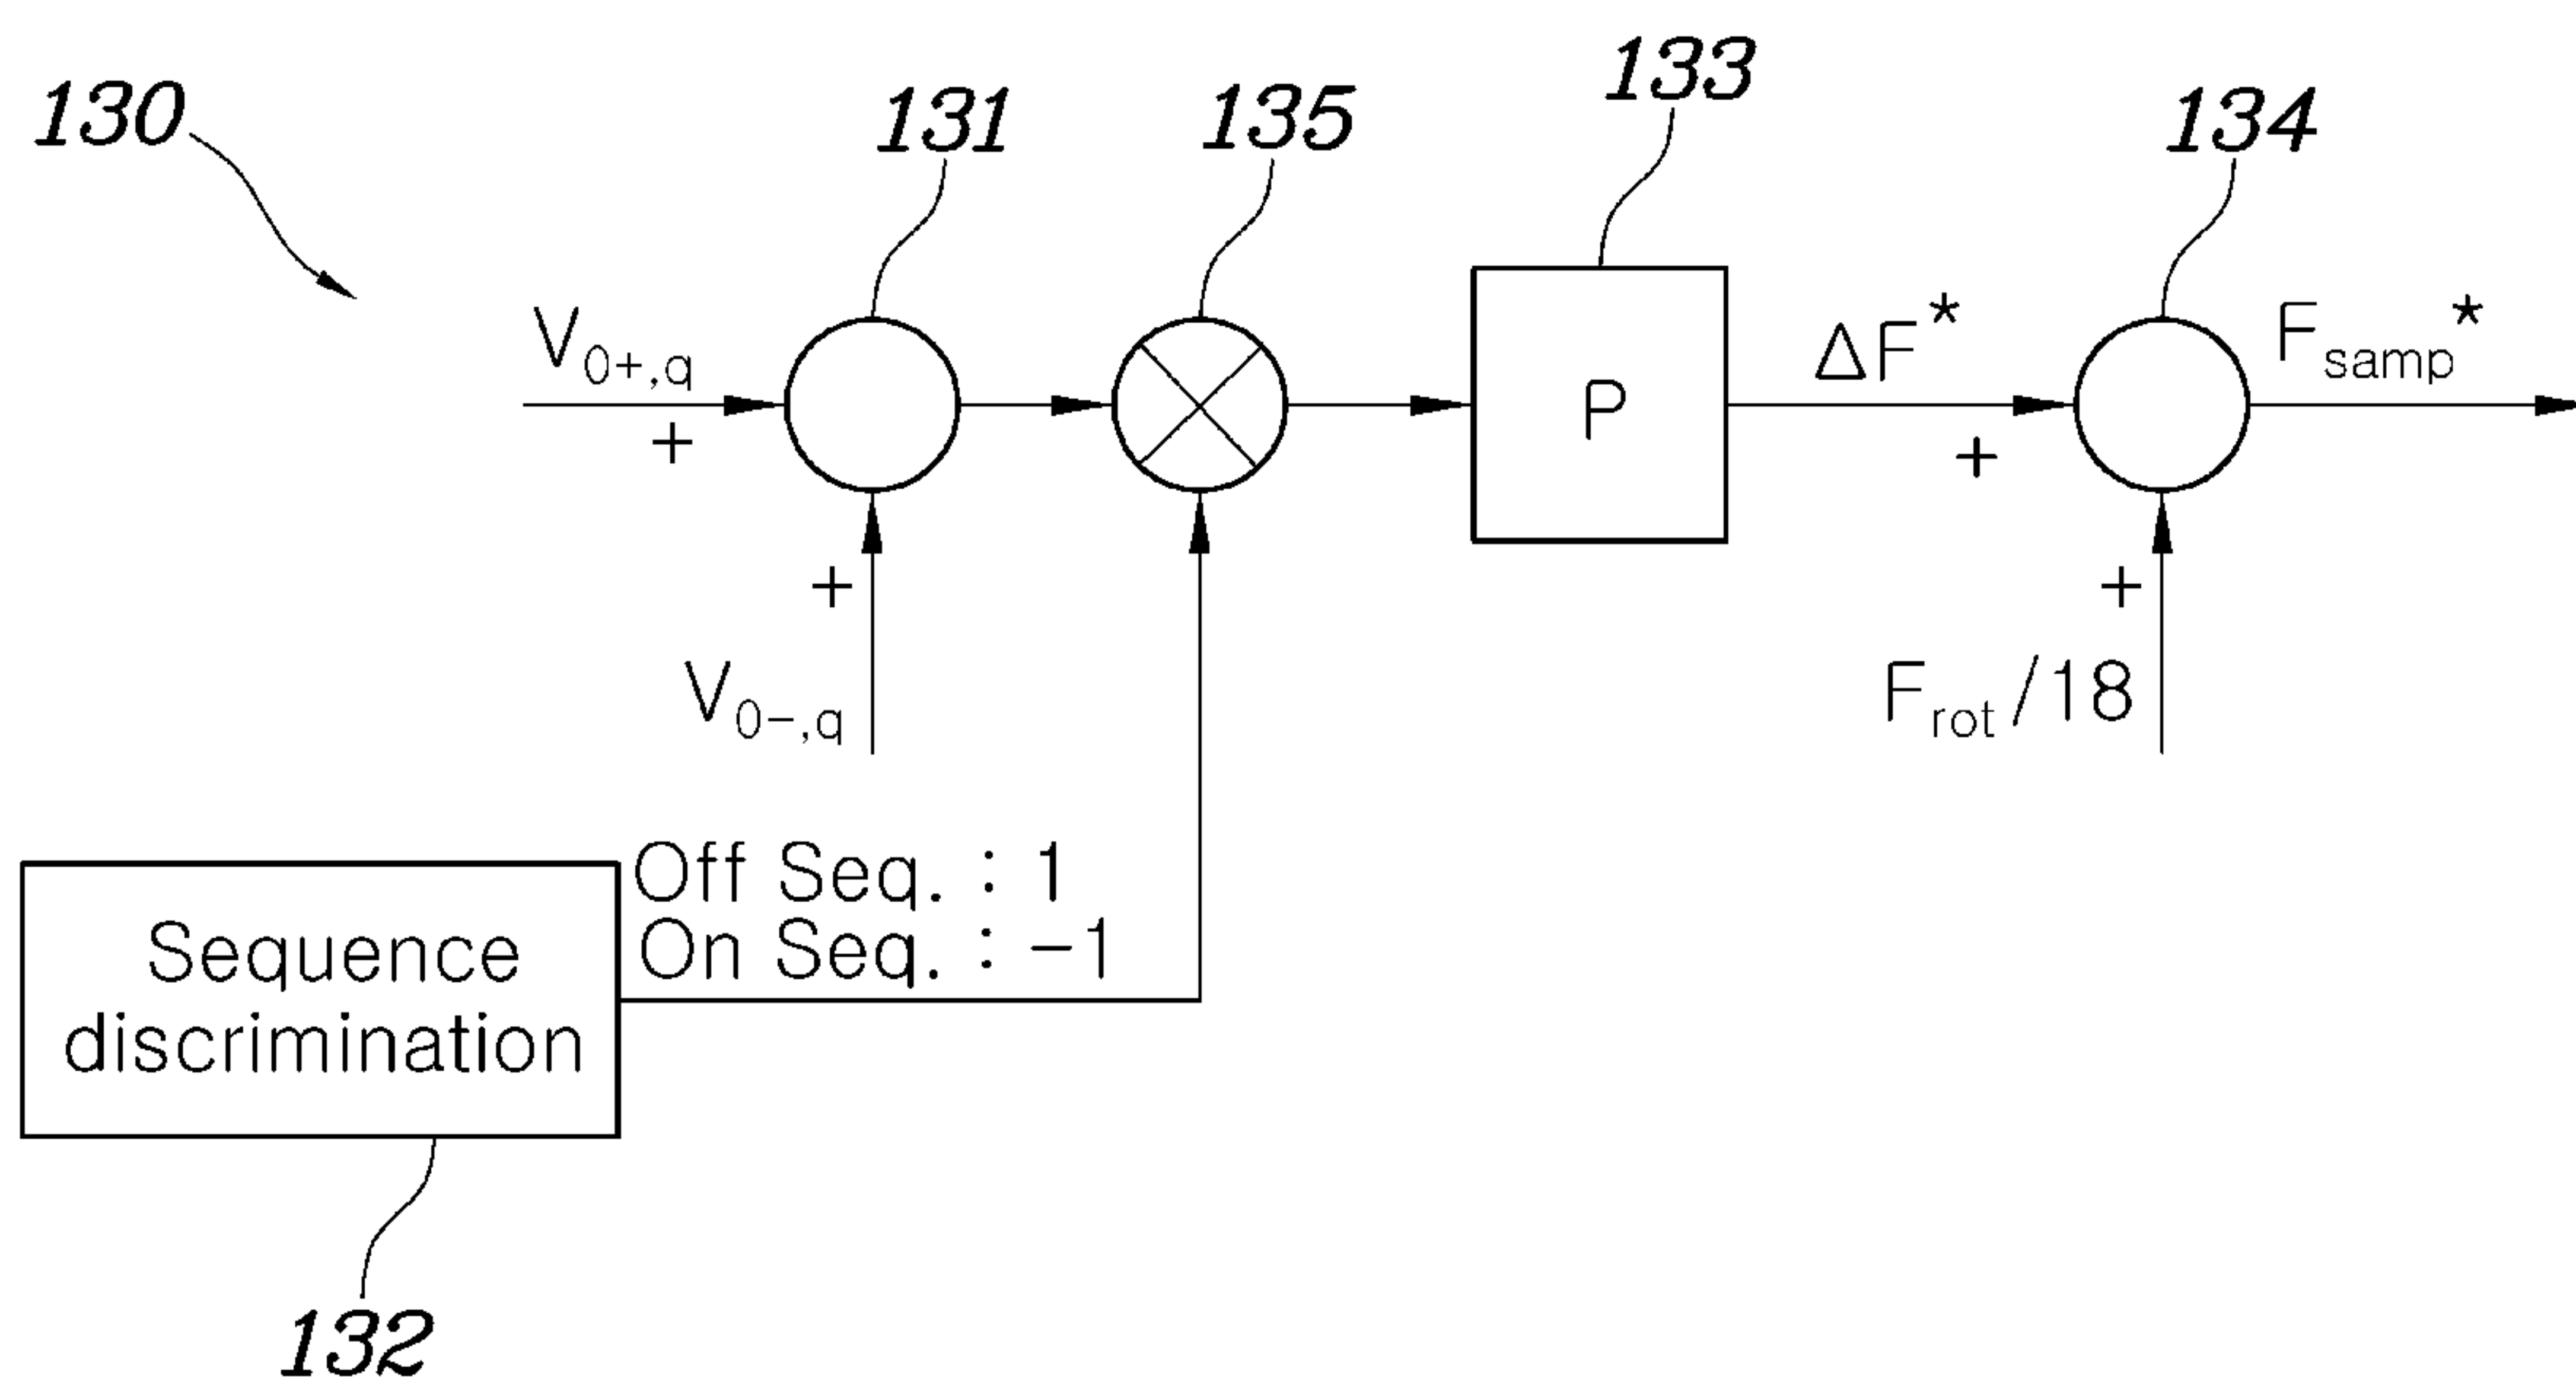 130
131
135
133
134
V0+,q
+
ΔF*
Fsamp*
P
+
+
+
V0-,q
Frot/18
Off Seq. : 1
On Seq. : -1
Sequence
discrimination
132